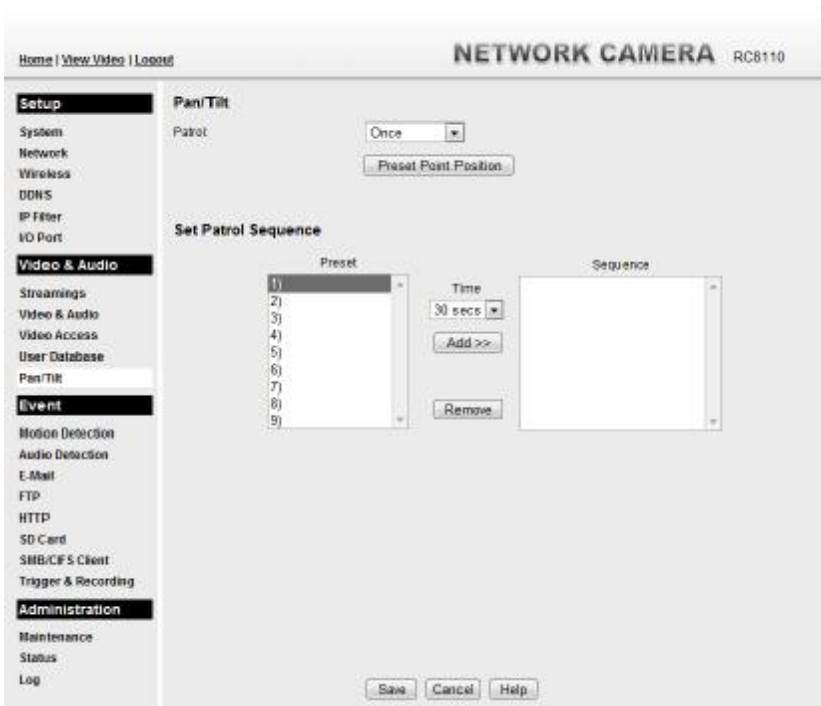 Home | View Video | Logout
NETWORK CAMERA RC8110
Setup
System
Network
Wireless
DDNS
IP Filter
I/O Port
Video & Audio
Streamings
Video & Audio
Video Access
User Database
Pan/Tilt
Event
Motion Detection
Audio Detection
E-Mail
FTP
HTTP
SD Card
SMB/CIFS Client
Trigger & Recording
Administration
Maintenance
Status
Log
Pan/Tilt
Patrol: Once
Preset Point Position
Set Patrol Sequence
Preset
1)
2)
3)
4)
5)
6)
7)
8)
9)
Time
30 secs
Add >>
Remove
Sequence
Save Cancel Help